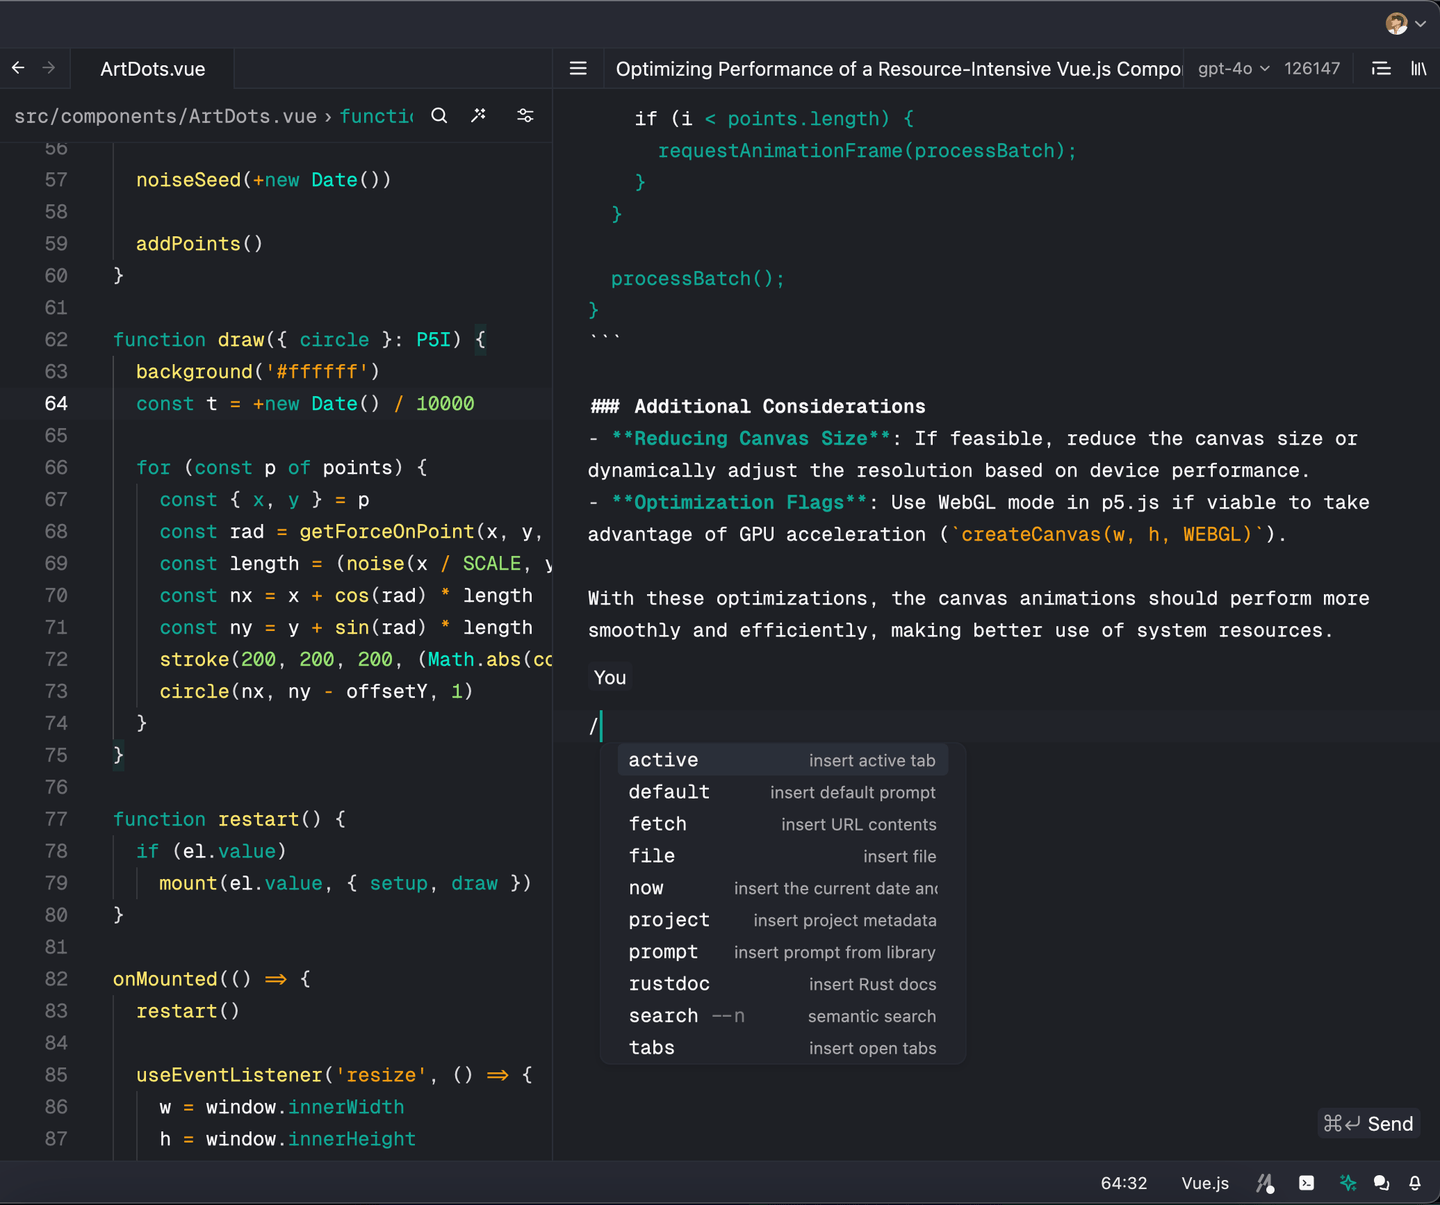 ArtDots.vue
src/components/ArtDots.vue › functi
56
57 noiseSeed(+new Date())
58
59 addPoints()
60 }
61
62 function draw({ circle }: P5I) {
63 background('#ffffff')
64 const t = +new Date() / 10000
65
66 for (const p of points) {
67 const { x, y } = p
68 const rad = getForceOnPoint(x, y,
69 const length = (noise(x / SCALE, y
70 const nx = x + cos(rad) * length
71 const ny = y + sin(rad) * length
72 stroke(200, 200, 200, (Math.abs(co
73 circle(nx, ny - offsetY, 1)
74 }
75 }
76
77 function restart() {
78 if (el.value)
79 mount(el.value, { setup, draw })
80 }
81
82 onMounted(() => {
83 restart()
84
85 useEventListener('resize', () => {
86 w = window.innerWidth
87 h = window.innerHeight
Optimizing Performance of a Resource-Intensive Vue.js Compo
gpt-4o 126147
if (i < points.length) {
requestAnimationFrame(processBatch);
}
}
processBatch();
}
```
### Additional Considerations
- **Reducing Canvas Size**: If feasible, reduce the canvas size or
dynamically adjust the resolution based on device performance.
- **Optimization Flags**: Use WebGL mode in p5.js if viable to take
advantage of GPU acceleration (`createCanvas(w, h, WEBGL)`).
With these optimizations, the canvas animations should perform more
smoothly and efficiently, making better use of system resources.
You
/
active insert active tab
default insert default prompt
fetch insert URL contents
file insert file
now insert the current date and
project insert project metadata
prompt insert prompt from library
rustdoc insert Rust docs
search --n semantic search
tabs insert open tabs
⌘↵ Send
64:32 Vue.js